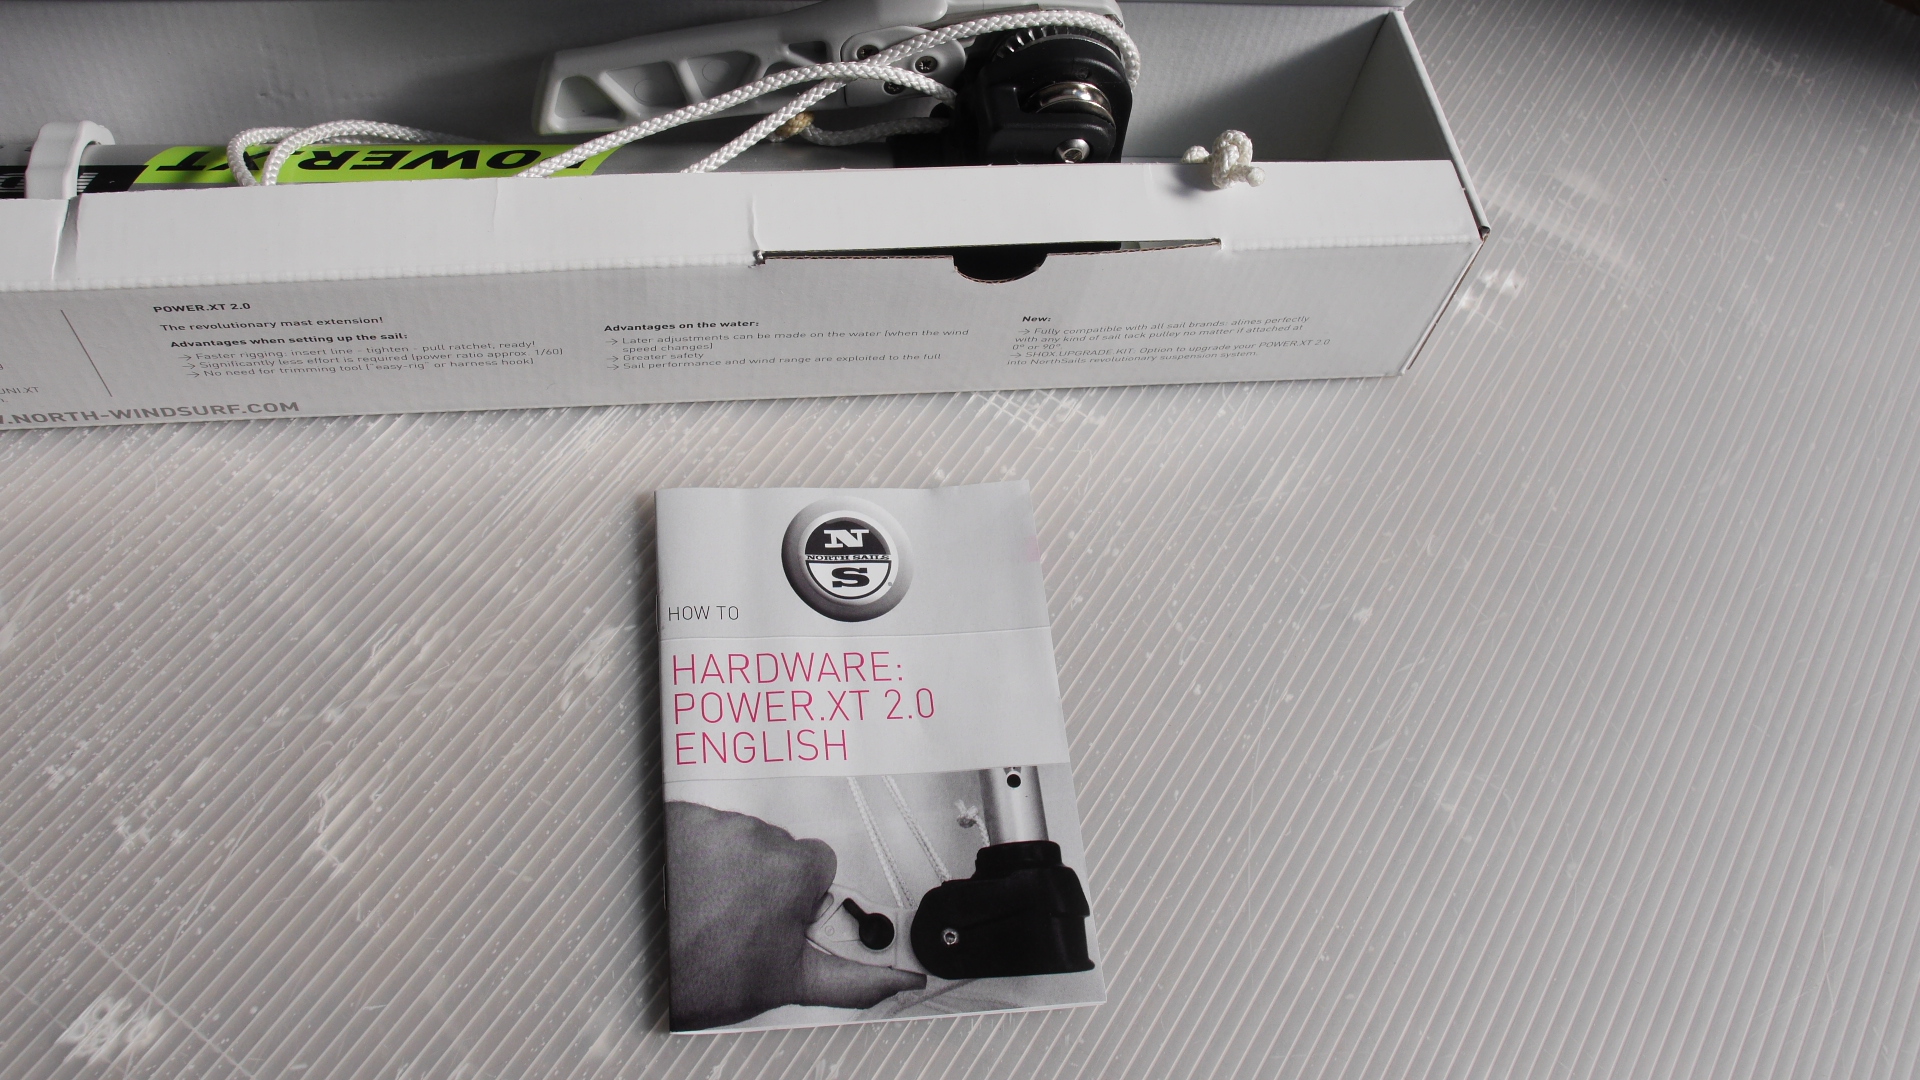 POWER.XT
POWER.XT 2.0
The revolutionary mast extension!
Advantages when setting up the sail:
→ Faster rigging: insert line - tighten - pull ratchet, ready!
→ Significantly less effort is required (power ratio approx. 1/60)
→ No need for trimming tool ["easy-rig" or harness hook]
Advantages on the water:
→ Later adjustments can be made on the water (when the wind
speed changes)
→ Greater safety
→ Sail performance and wind range are exploited to the full
New:
→ Fully compatible with all sail brands: alines perfectly
with any kind of sail tack pulley no matter if attached at
0° or 90°.
→ SHOX.UPGRADE.KIT: Option to upgrade your POWER.XT 2.0
into NorthSails revolutionary suspension system.
UNI.XT
.NORTH-WINDSURF.COM
N
NORTH SAILS
S
HOW TO
HARDWARE:
POWER.XT 2.0
ENGLISH